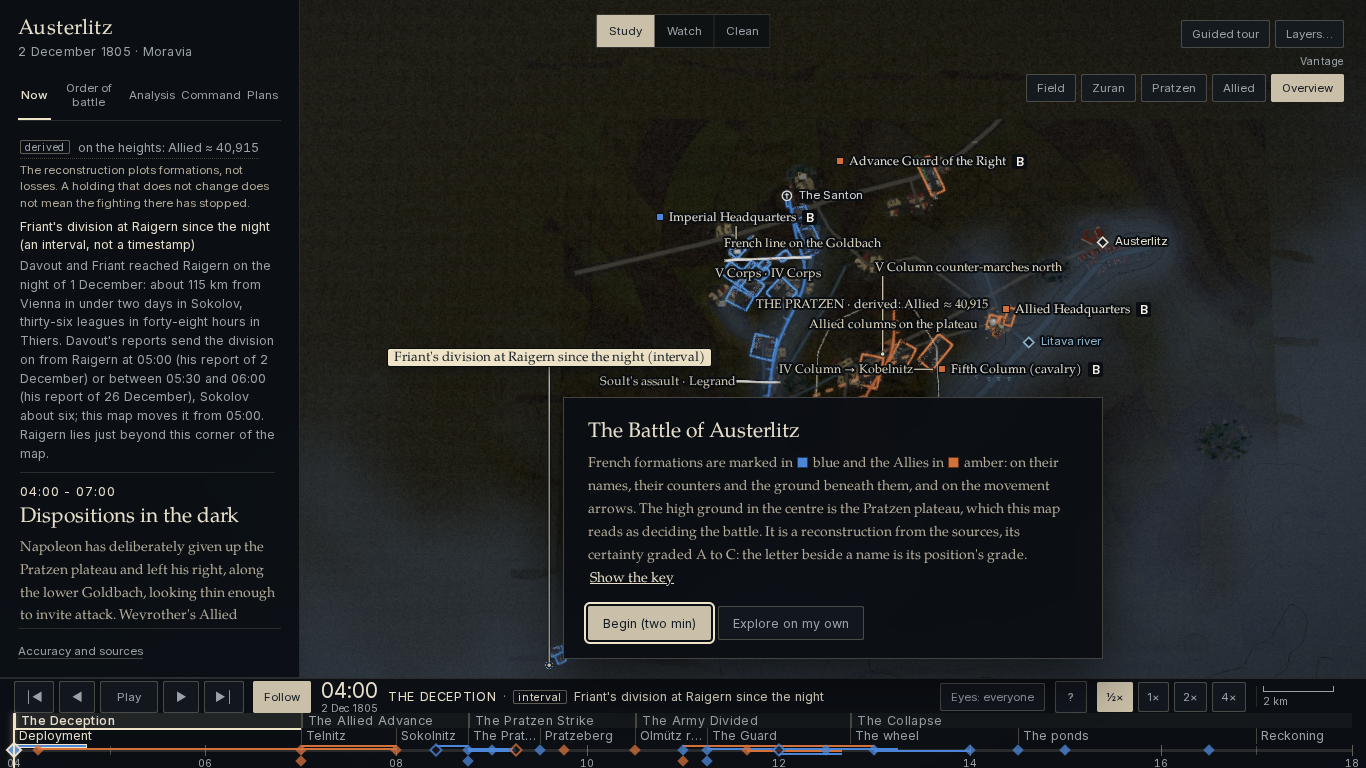 Austerlitz
2 December 1805 · Moravia
Now
Order of battle
Analysis
Command
Plans
derived on the heights: Allied ≈ 40,915
The reconstruction plots formations, not
losses. A holding that does not change does
not mean the fighting there has stopped.
Friant's division at Raigern since the night
(an interval, not a timestamp)
Davout and Friant reached Raigern on the
night of 1 December: about 115 km from
Vienna in under two days in Sokolov,
thirty-six leagues in forty-eight hours in
Thiers. Davout's reports send the division
on from Raigern at 05:00 (his report of 2
December) or between 05:30 and 06:00
(his report of 26 December), Sokolov
about six; this map moves it from 05:00.
Raigern lies just beyond this corner of the
map.
04:00 - 07:00
Dispositions in the dark
Napoleon has deliberately given up the
Pratzen plateau and left his right, along
the lower Goldbach, looking thin enough
to invite attack. Weyrother's Allied
Accuracy and sources
Study
Watch
Clean
Guided tour
Layers...
Vantage
Field
Zuran
Pratzen
Allied
Overview
Advance Guard of the Right B
The Santon
Imperial Headquarters B
French line on the Goldbach
Austerlitz
V Corps · IV Corps
V Column counter-marches north
THE PRATZEN · derived: Allied ≈ 40,915
Allied Headquarters B
Allied columns on the plateau
Litava river
Friant's division at Raigern since the night (interval)
IV Column → Kobelnitz
Fifth Column (cavalry) B
Soult's assault · Legrand
The Battle of Austerlitz
French formations are marked in blue and the Allies in amber: on their
names, their counters and the ground beneath them, and on the movement
arrows. The high ground in the centre is the Pratzen plateau, which this map
reads as deciding the battle. It is a reconstruction from the sources, its
certainty graded A to C: the letter beside a name is its position's grade.
Show the key
Begin (two min)
Explore on my own
Play
Follow
04:00
2 Dec 1805
THE DECEPTION · interval Friant's division at Raigern since the night
Eyes: everyone
?
½×
1×
2×
4×
2 km
The Deception
The Allied Advance
The Pratzen Strike
The Army Divided
The Collapse
Deployment
Telnitz
Sokolnitz
The Prat...
Pratzeberg
Olmütz r...
The Guard
The wheel
The ponds
Reckoning
04
06
08
10
12
14
16
18